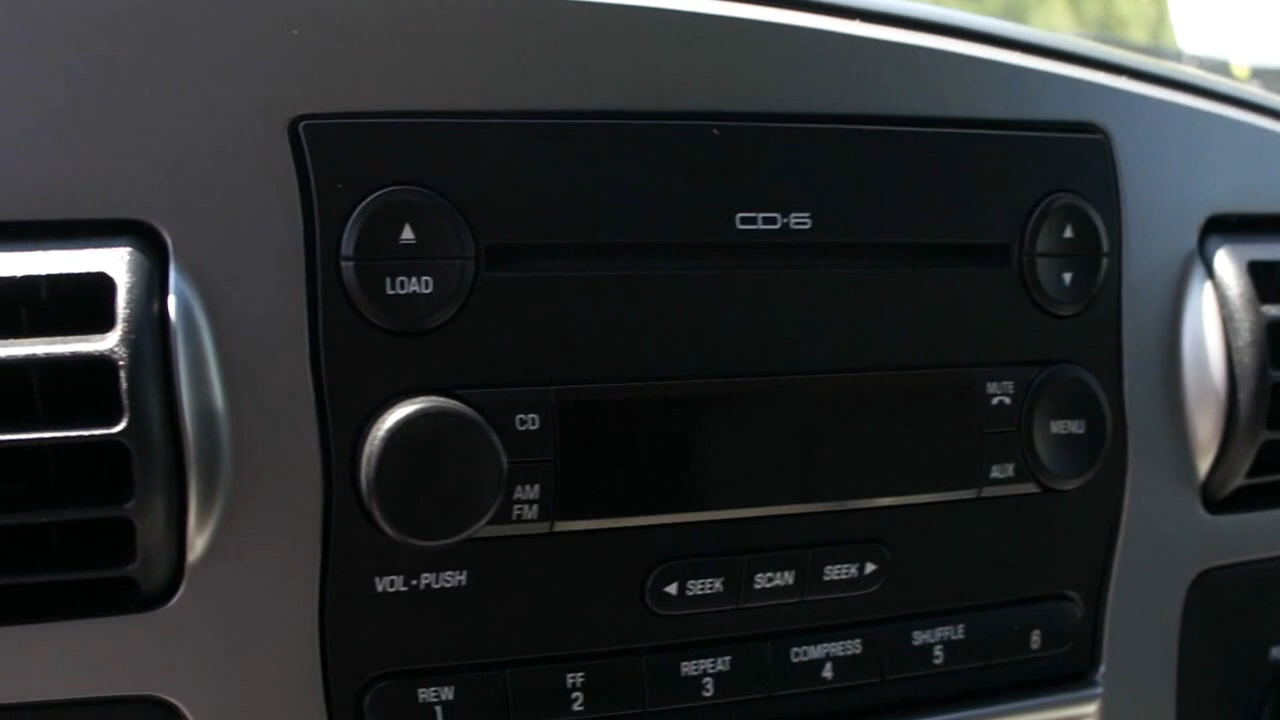 CD·6
LOAD
MUTE
CD
MENU
AUX
AM
FM
VOL·PUSH
SEEK
SCAN
SEEK
REW
1
FF
2
REPEAT
3
COMPRESS
4
SHUFFLE
5
6